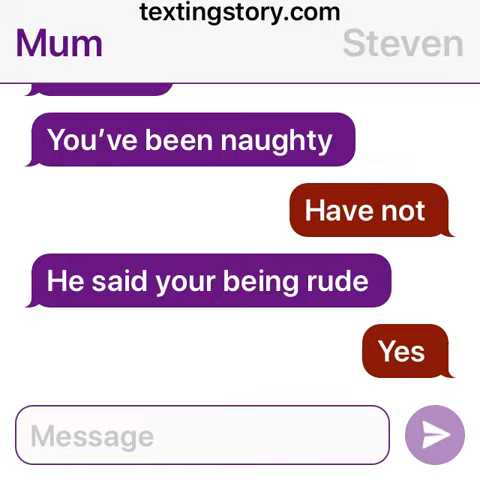 textingstory.com
Mum Steven
You’ve been naughty
Have not
He said your being rude
Yes
Message